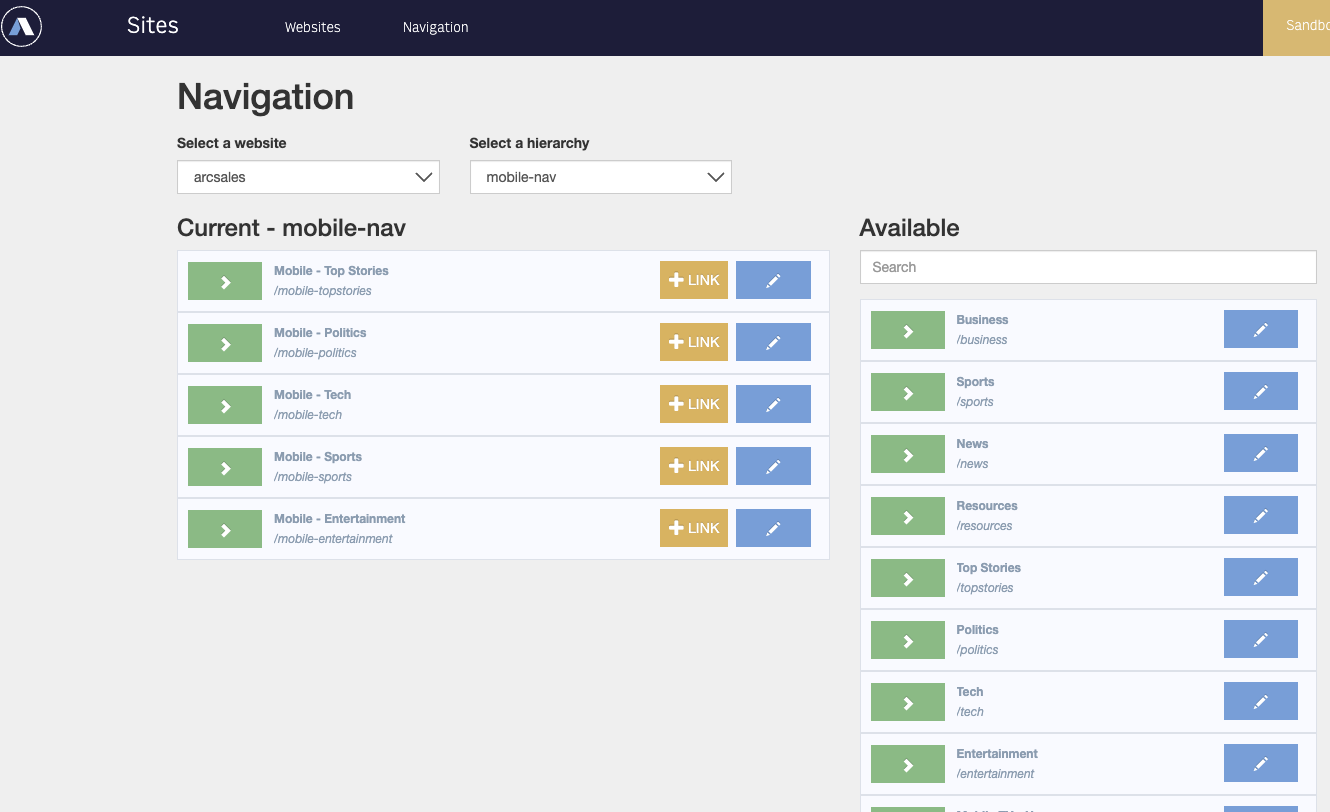 Sites
Websites
Navigation
Navigation
Select a website
Select a hierarchy
arcsales
mobile-nav
Current - mobile-nav
Mobile - Top Stories
/mobile-topstories
LINK
Mobile - Politics
/mobile-politics
LINK
Mobile - Tech
/mobile-tech
LINK
Mobile - Sports
/mobile-sports
LINK
Mobile - Entertainment
/mobile-entertainment
LINK
Available
Search
Business
/business
Sports
/sports
News
/news
Resources
/resources
Top Stories
/topstories
Politics
/politics
Tech
/tech
Entertainment
/entertainment